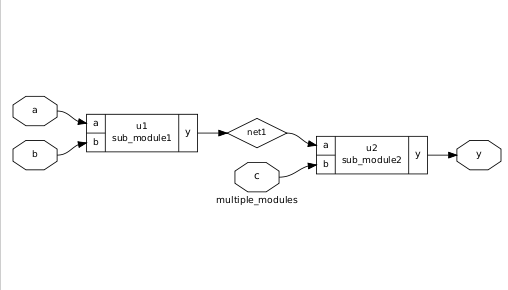 a
b
a
b
u1
sub_module1
y
net1
c
a
b
u2
sub_module2
y
y
multiple_modules